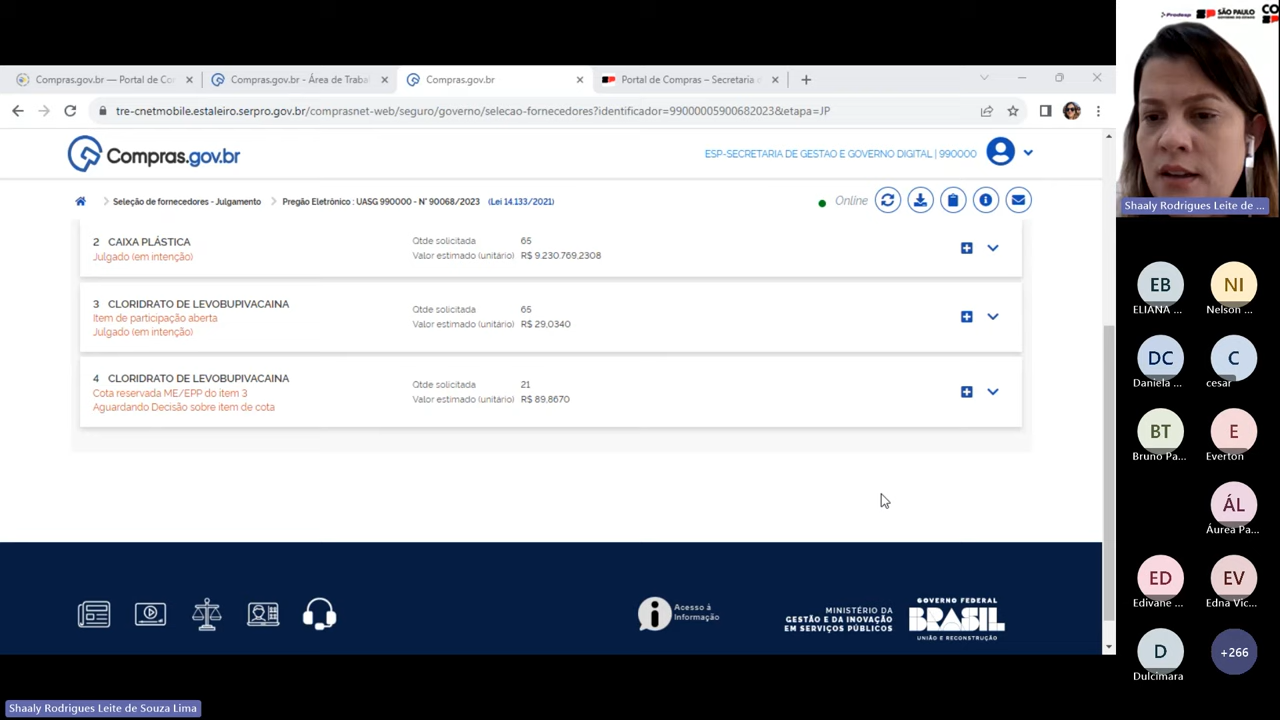 Prodesp SÃO PAULO
GOVERNO DO ESTADO
CO
Compras.gov.br — Portal de Co
Compras.gov.br - Área de Traba
Compras.gov.br
Portal de Compras – Secretaria d
tre-cnetmobile.estaleiro.serpro.gov.br/comprasnet-web/seguro/governo/selecao-fornecedores?identificador=99000005900682023&etapa=JP
Compras.gov.br
ESP-SECRETARIA DE GESTAO E GOVERNO DIGITAL | 990000
Seleção de fornecedores - Julgamento
Pregão Eletrônico : UASG 990000 - N° 90068/2023 (Lei 14.133/2021)
Online
2 CAIXA PLÁSTICA
Julgado (em intenção)
Qtde solicitada 65
Valor estimado (unitário) R$ 9.230.769,2308
3 CLORIDRATO DE LEVOBUPIVACAINA
Item de participação aberta
Julgado (em intenção)
Qtde solicitada 65
Valor estimado (unitário) R$ 29,0340
4 CLORIDRATO DE LEVOBUPIVACAINA
Cota reservada ME/EPP do item 3
Aguardando Decisão sobre item de cota
Qtde solicitada 21
Valor estimado (unitário) R$ 89,8670
Acesso à
Informação
MINISTÉRIO DA
GESTÃO E DA INOVAÇÃO
EM SERVIÇOS PÚBLICOS
GOVERNO FEDERAL
BRASIL
UNIÃO E RECONSTRUÇÃO
Shaaly Rodrigues Leite de ...
EB
ELIANA ...
NI
Nelson ...
DC
Daniela ...
C
cesar
BT
Bruno Pa...
E
Everton
ÁL
Áurea Pa...
ED
Edivane ...
EV
Edna Vic...
D
Dulcimara
+266
Shaaly Rodrigues Leite de Souza Lima